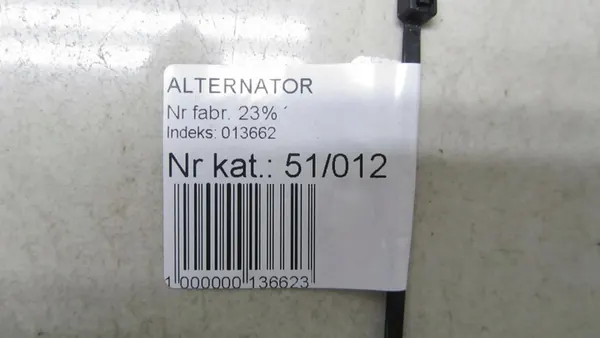 ALTERNATOR
Nr fabr. 23%
Indeks: 013662
Nr kat.: 51/012
1 000000 136623